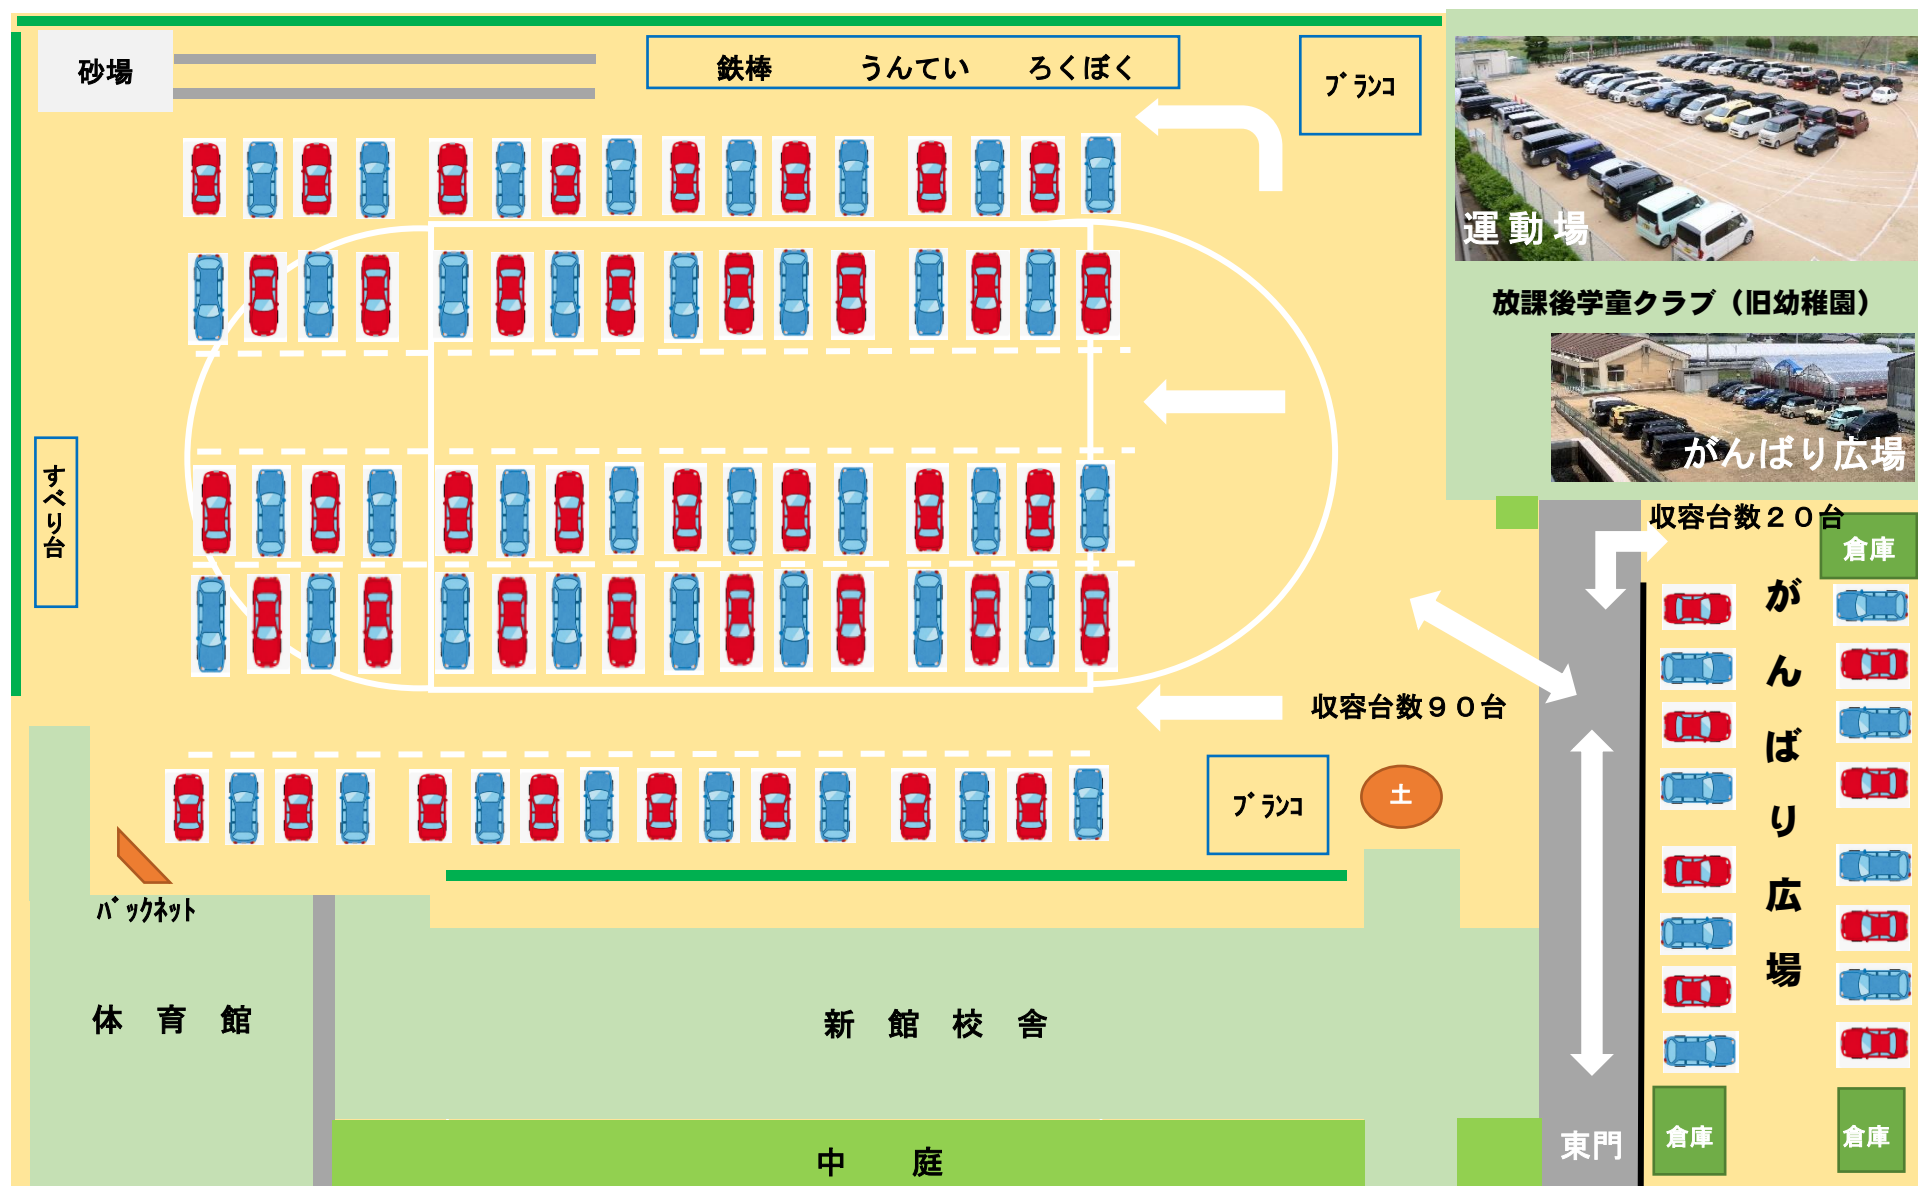 砂場
鉄棒　うんてい　ろくぼく
ﾌﾞﾗﾝｺ
運動場
放課後学童クラブ（旧幼稚園）
がんばり広場
すべり台
収容台数２０台
倉庫
がんばり広場
収容台数９０台
ﾌﾞﾗﾝｺ
土
ﾊﾞｯｸﾈｯﾄ
体　育　館
新　館　校　舎
中　庭
東門
倉庫
倉庫